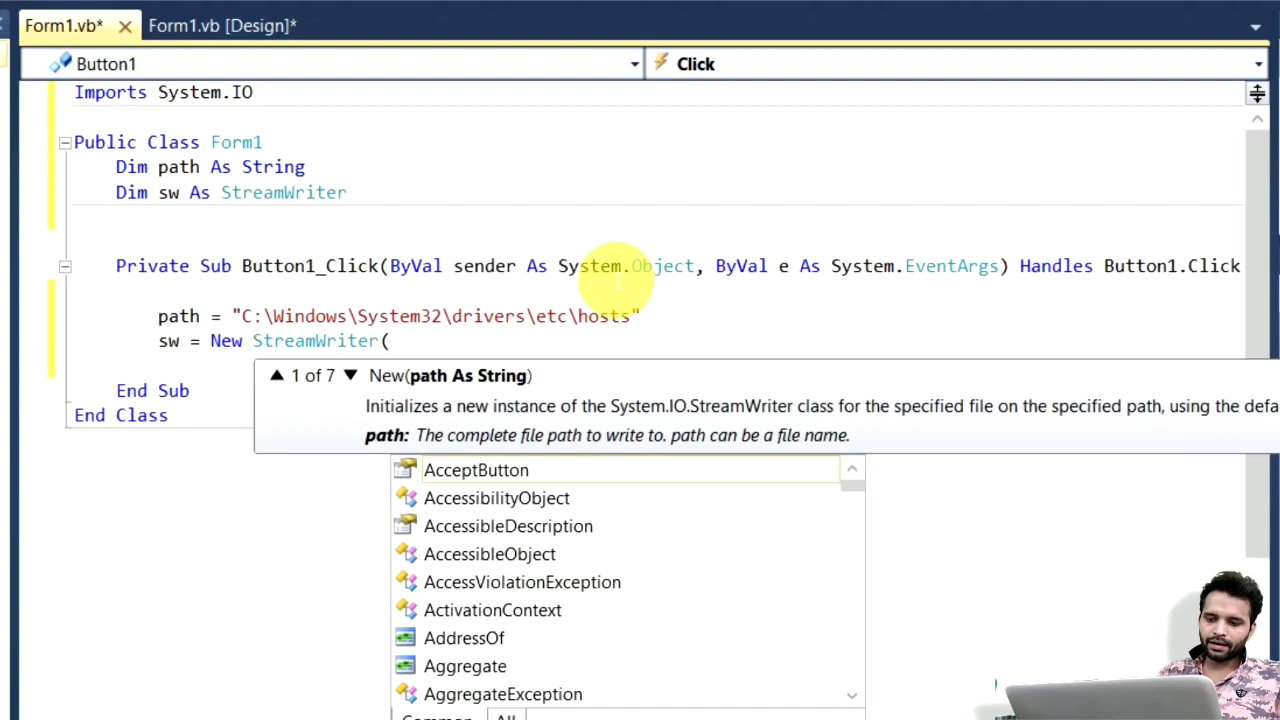 Form1.vb* Form1.vb [Design]*
Button1 Click
Imports System.IO
Public Class Form1
Dim path As String
Dim sw As StreamWriter
Private Sub Button1_Click(ByVal sender As System.Object, ByVal e As System.EventArgs) Handles Button1.Click
path = "C:\Windows\System32\drivers\etc\hosts"
sw = New StreamWriter(
1 of 7 New(path As String)
Initializes a new instance of the System.IO.StreamWriter class for the specified file on the specified path, using the defa
path: The complete file path to write to. path can be a file name.
End Sub
End Class
AcceptButton
AccessibilityObject
AccessibleDescription
AccessibleObject
AccessViolationException
ActivationContext
AddressOf
Aggregate
AggregateException
Common All